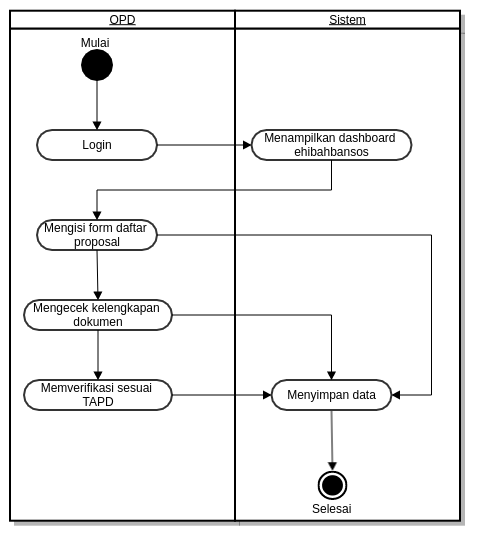 OPD
Sistem
Mulai
Login
Menampilkan dashboard
ehibahbansos
Mengisi form daftar
proposal
Mengecek kelengkapan
dokumen
Memverifikasi sesuai
TAPD
Menyimpan data
Selesai